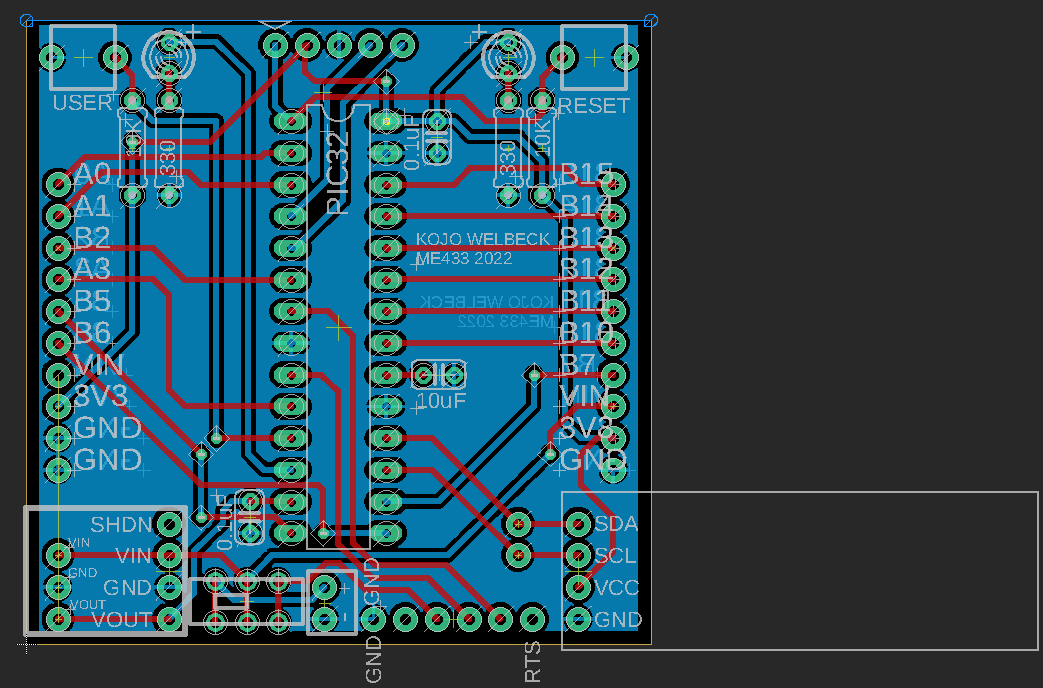 USER
RESET
1K
330
PIC32
0.1uF
330
10K
A0
A1
B2
A3
B5
B6
VIN
3V3
GND
GND
B15
B14
B13
B12
B11
B10
B7
VIN
3V3
GND
KOJO WELBECK
ME433 2022
KOJO WELBECK
ME433 2022
10uF
0.1uF
SHDN
VIN
VIN
GND
GND
VOUT
VOUT
SDA
SCL
VCC
GND
+
-
GND
GND
RTS